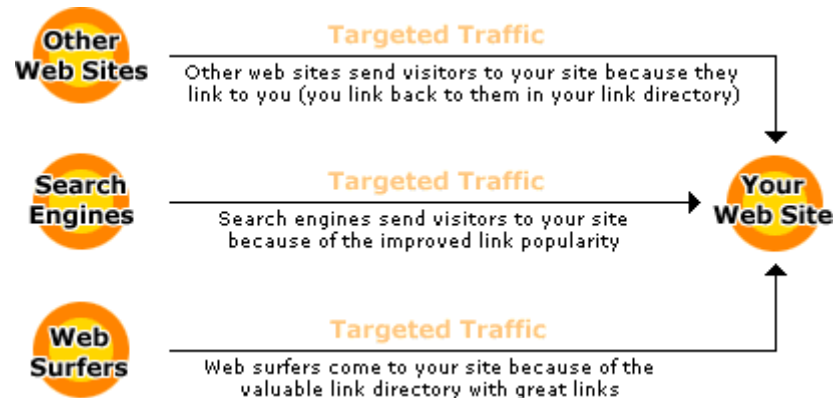 Other
Web Sites
Targeted Traffic
Other web sites send visitors to your site because they
link to you (you link back to them in your link directory)
Search
Engines
Targeted Traffic
Search engines send visitors to your site
because of the improved link popularity
Your
Web Site
Web
Surfers
Targeted Traffic
Web surfers come to your site because of the
valuable link directory with great links